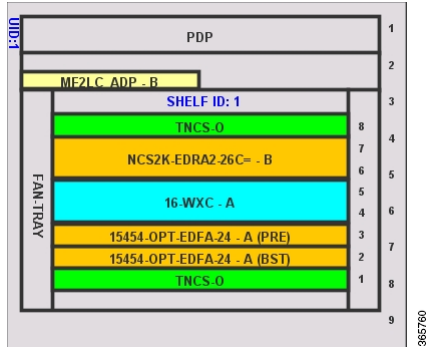 UID:1
PDP
1
2
MF2LC_ADP - B
SHELF ID: 1
3
TNCS-O
8
4
NCS2K-EDRA2-26C= - B
7
6
5
FAN-TRAY
16-WXC - A
5
4
6
15454-OPT-EDFA-24 - A (PRE)
3
7
15454-OPT-EDFA-24 - A (BST)
2
TNCS-O
1
8
9
365760